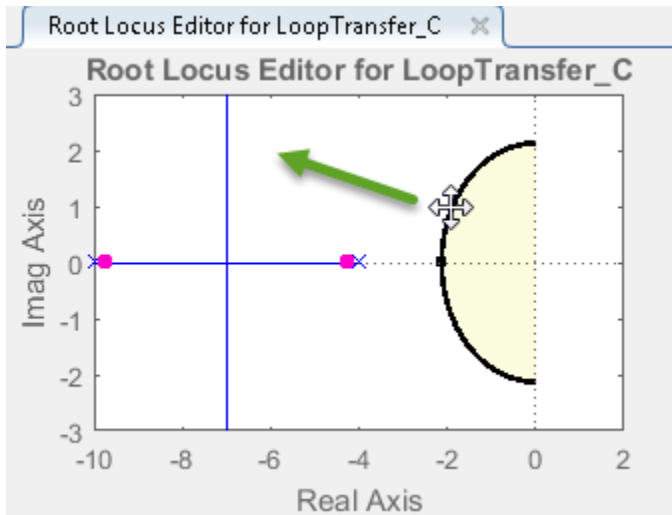 Root Locus Editor for LoopTransfer_C
Root Locus Editor for LoopTransfer_C
3
2
1
0
-1
-2
-3
Imag Axis
-10 -8 -6 -4 -2 0 2
Real Axis